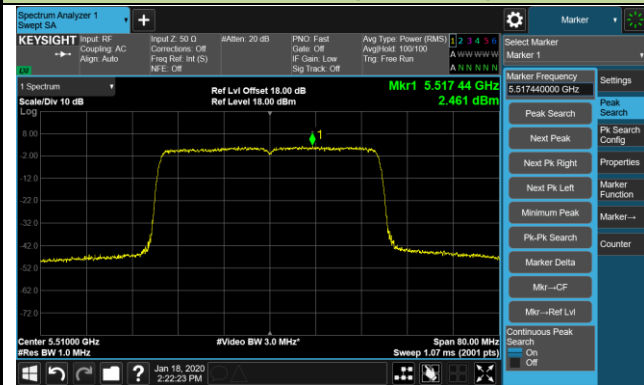 Spectrum Analyzer 1
Swept SA
Marker
KEYSIGHT
Input: RF
Coupling: AC
Align: Auto
Input Z: 50 Ω
Corrections: Off
Freq Ref: Int (S)
NFE: Off
#Atten: 20 dB
PNO: Fast
Gate: Off
IF Gain: Low
Sig Track: Off
Avg Type: Power (RMS)
Avg|Hold: 100/100
Trig: Free Run
1 2 3 4 5 6
A W W W W W
A N N N N N
Select Marker
Marker 1
1 Spectrum
Scale/Div 10 dB
Log
Ref Lvl Offset 18.00 dB
Ref Level 18.00 dBm
Mkr1 5.517 44 GHz
2.461 dBm
1
8.00
-2.00
-12.0
-22.0
-32.0
-42.0
-52.0
-62.0
-72.0
Center 5.51000 GHz
#Res BW 1.0 MHz
#Video BW 3.0 MHz*
Span 80.00 MHz
Sweep 1.07 ms (2001 pts)
Marker Frequency
5.517440000 GHz
Peak Search
Next Peak
Next Pk Right
Next Pk Left
Minimum Peak
Pk-Pk Search
Marker Delta
Mkr→CF
Mkr→Ref Lvl
Continuous Peak
Search
On
Off
Settings
Peak
Search
Pk Search
Config
Properties
Marker
Function
Marker→
Counter
?
Jan 18, 2020
2:22:23 PM